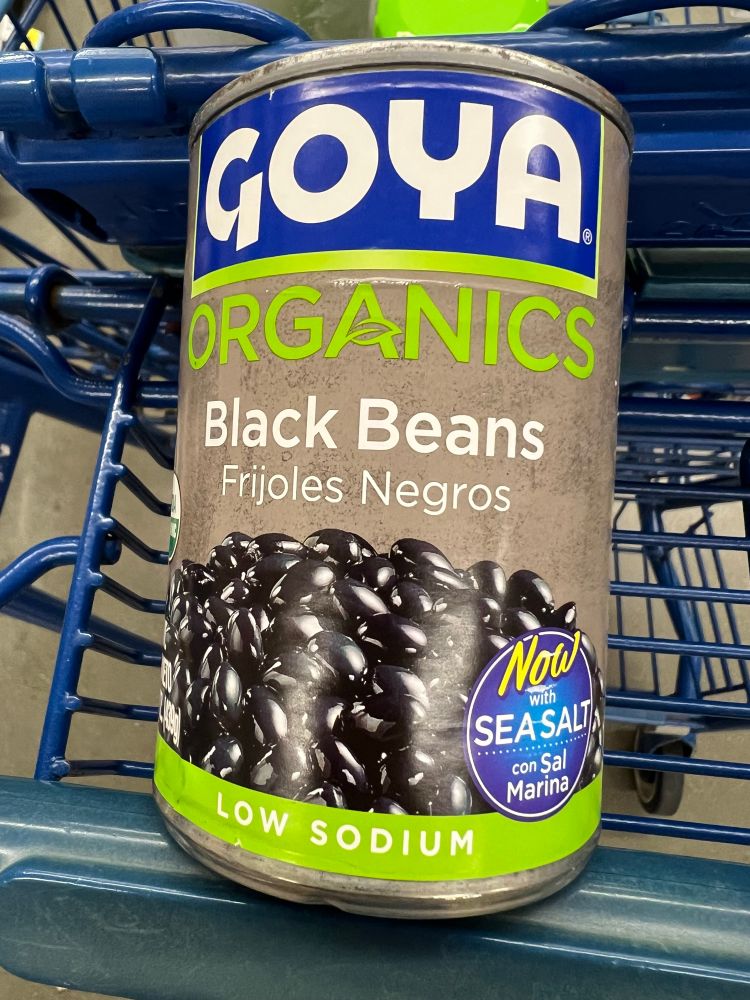 GOYA®
ORGANICS
Black Beans
Frijoles Negros
Now
with
SEA SALT
con Sal
Marina
LOW SODIUM